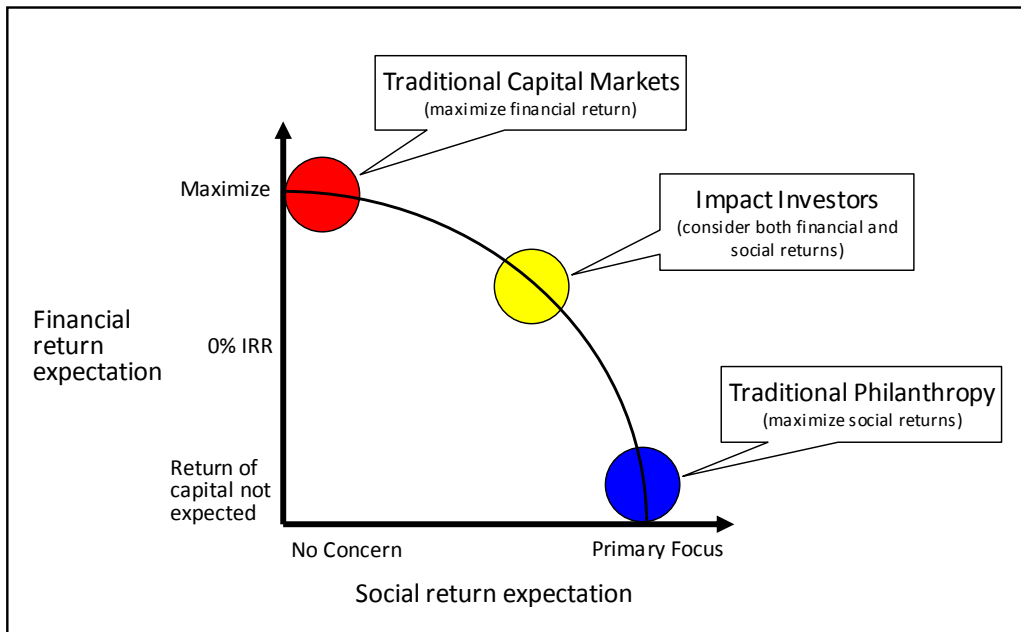 Traditional Capital Markets
(maximize financial return)
Maximize
Impact Investors
(consider both financial and
social returns)
Financial
return
expectation
0% IRR
Traditional Philanthropy
(maximize social returns)
Return of
capital not
expected
No Concern
Primary Focus
Social return expectation